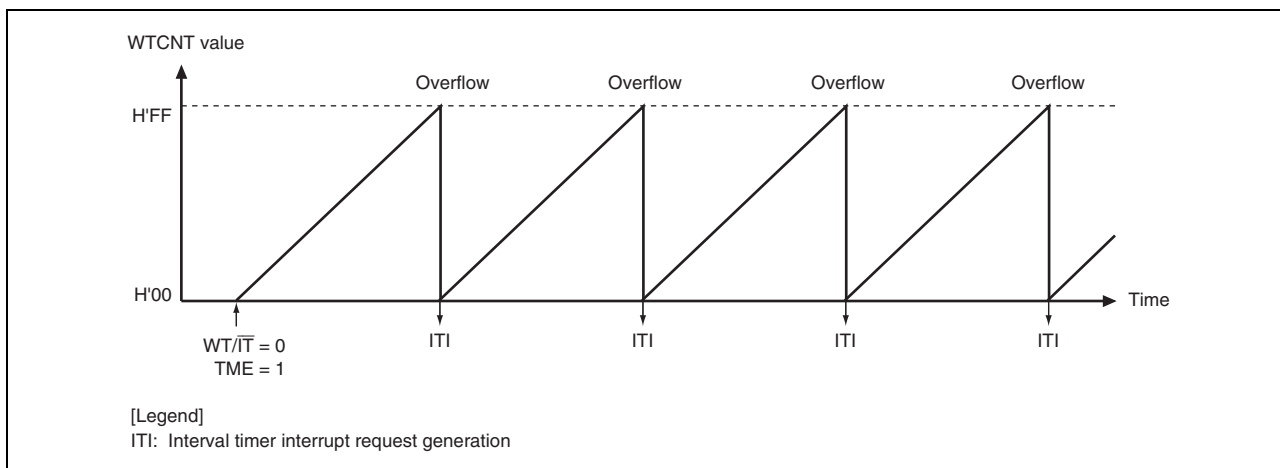 WTCNT value
Overflow Overflow Overflow Overflow
H'FF
H'00 Time
WT/I̅T̅ = 0 ITI ITI ITI ITI
TME = 1
[Legend]
ITI: Interval timer interrupt request generation